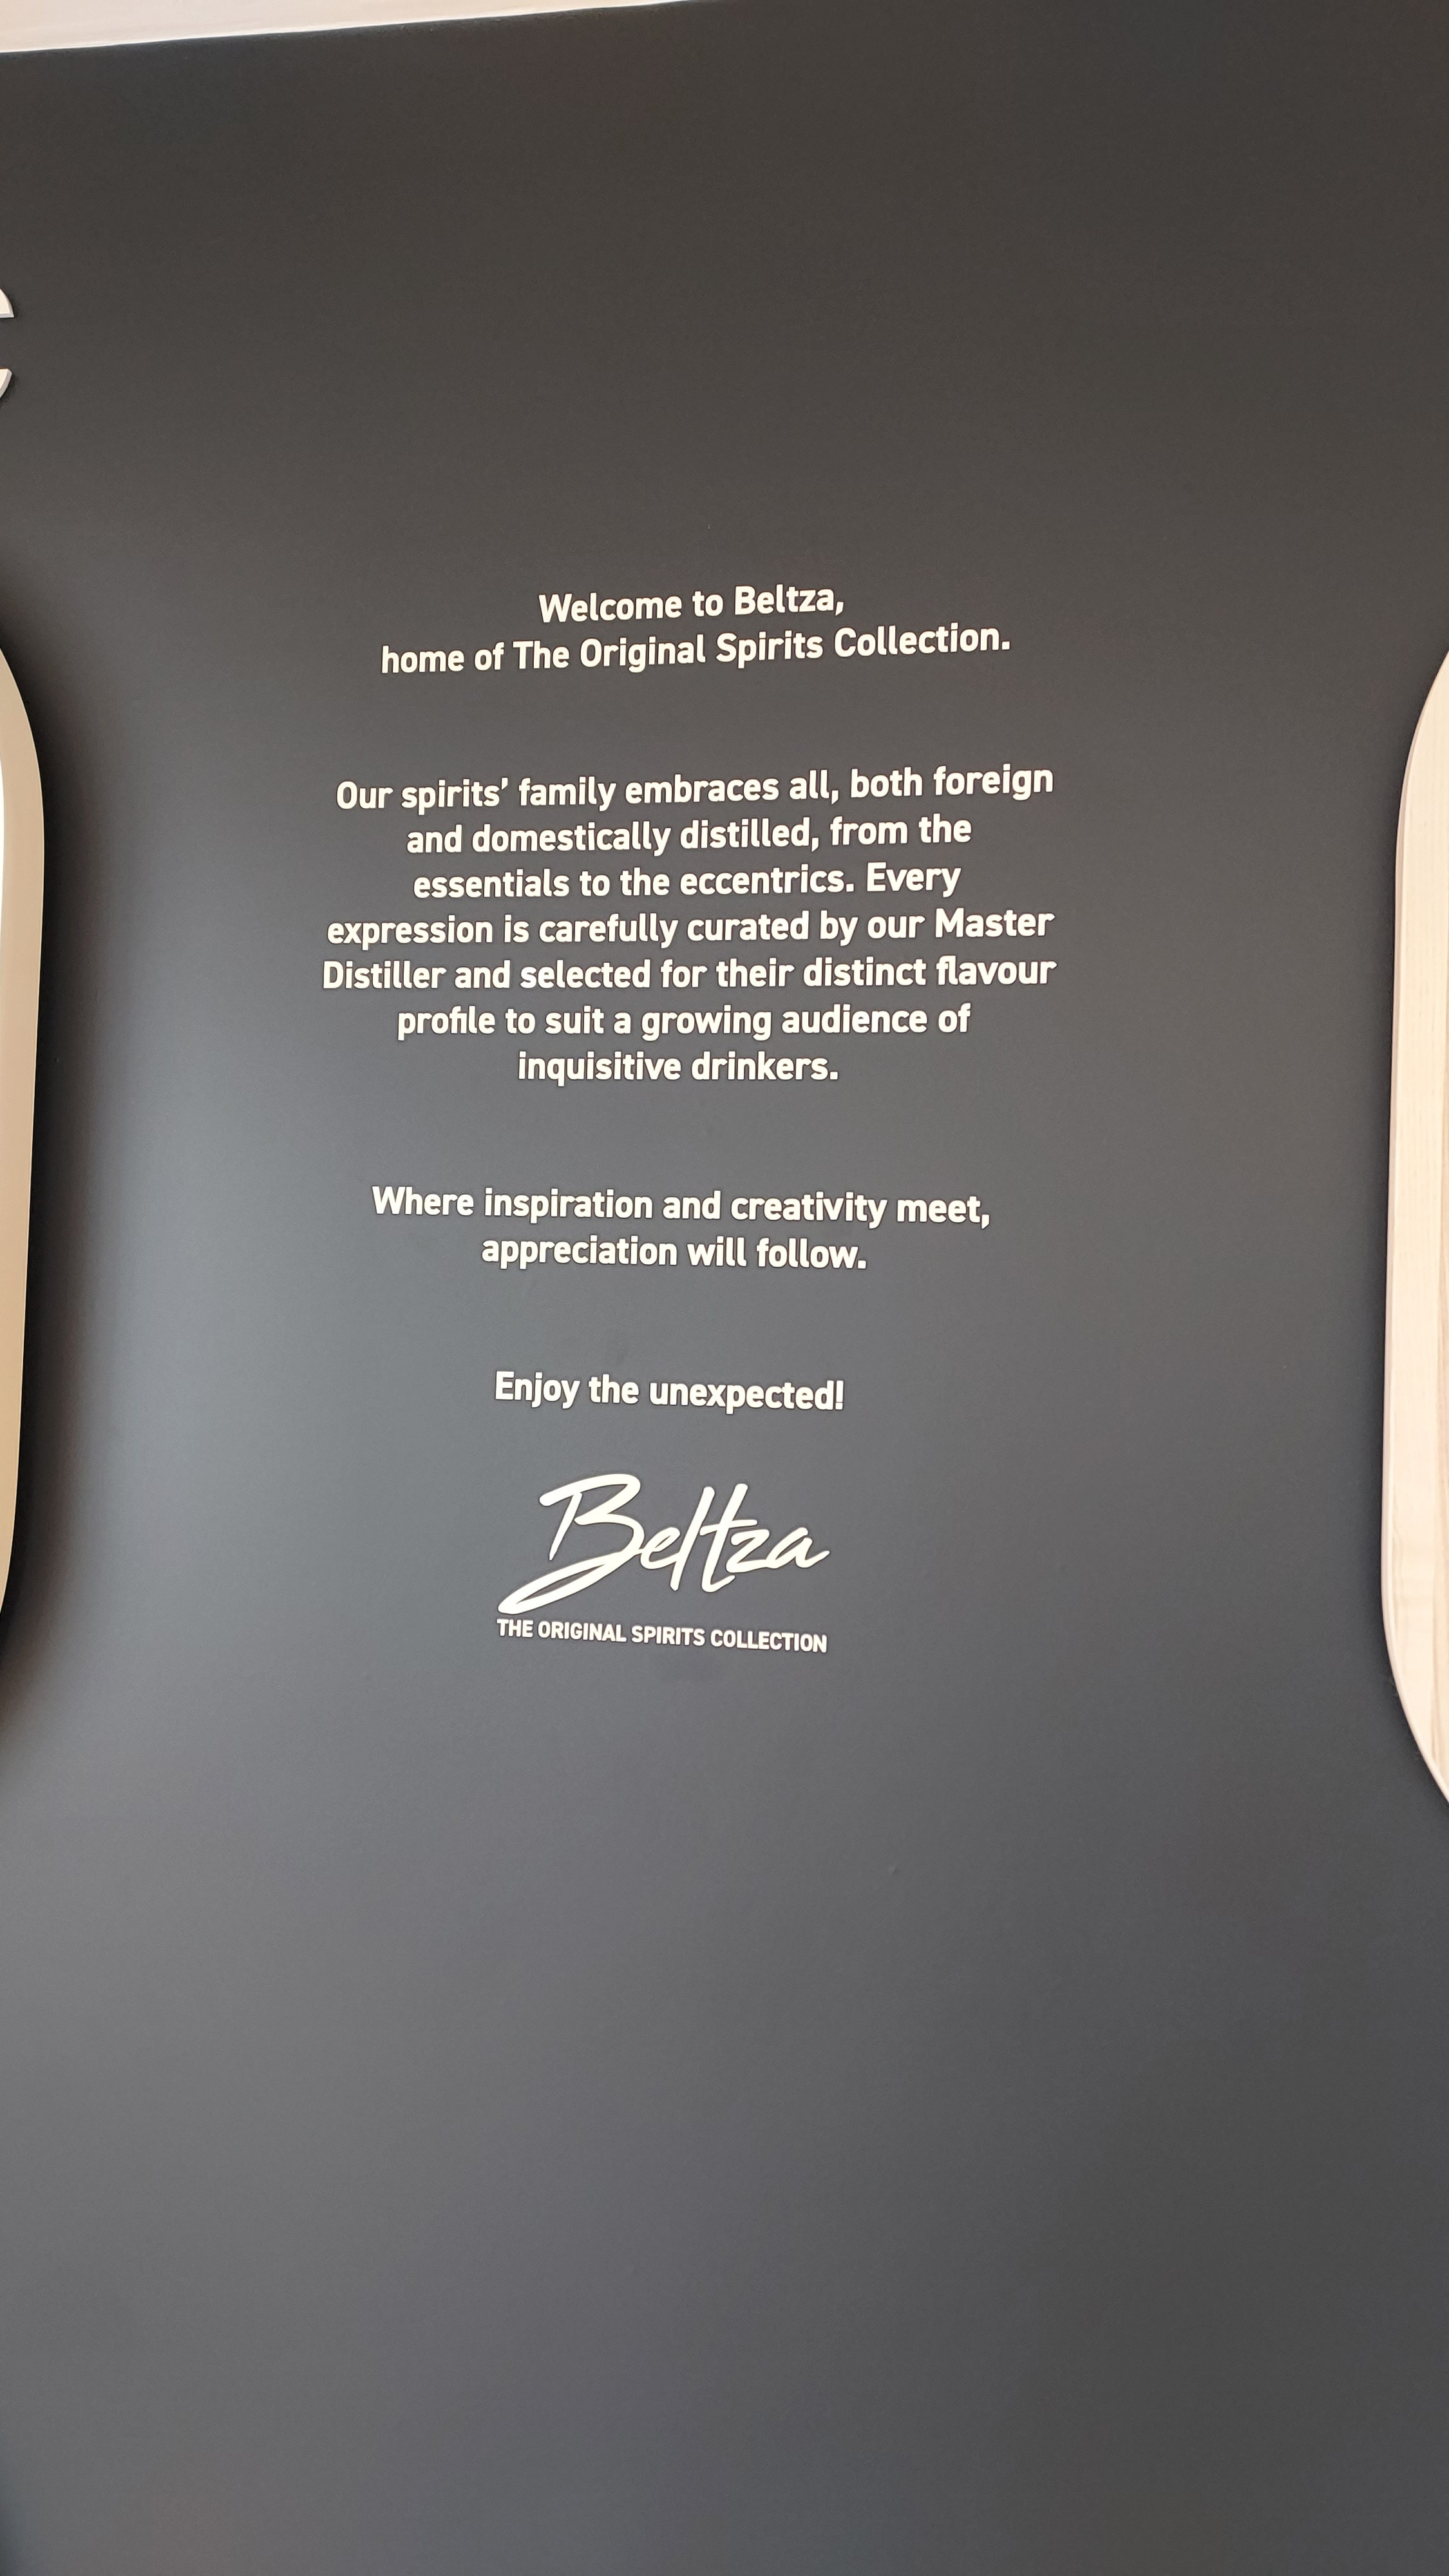 Welcome to Beltza,
home of The Original Spirits Collection.
Our spirits’ family embraces all, both foreign
and domestically distilled, from the
essentials to the eccentrics. Every
expression is carefully curated by our Master
Distiller and selected for their distinct flavour
profile to suit a growing audience of
inquisitive drinkers.
Where inspiration and creativity meet,
appreciation will follow.
Enjoy the unexpected!
Beltza
THE ORIGINAL SPIRITS COLLECTION